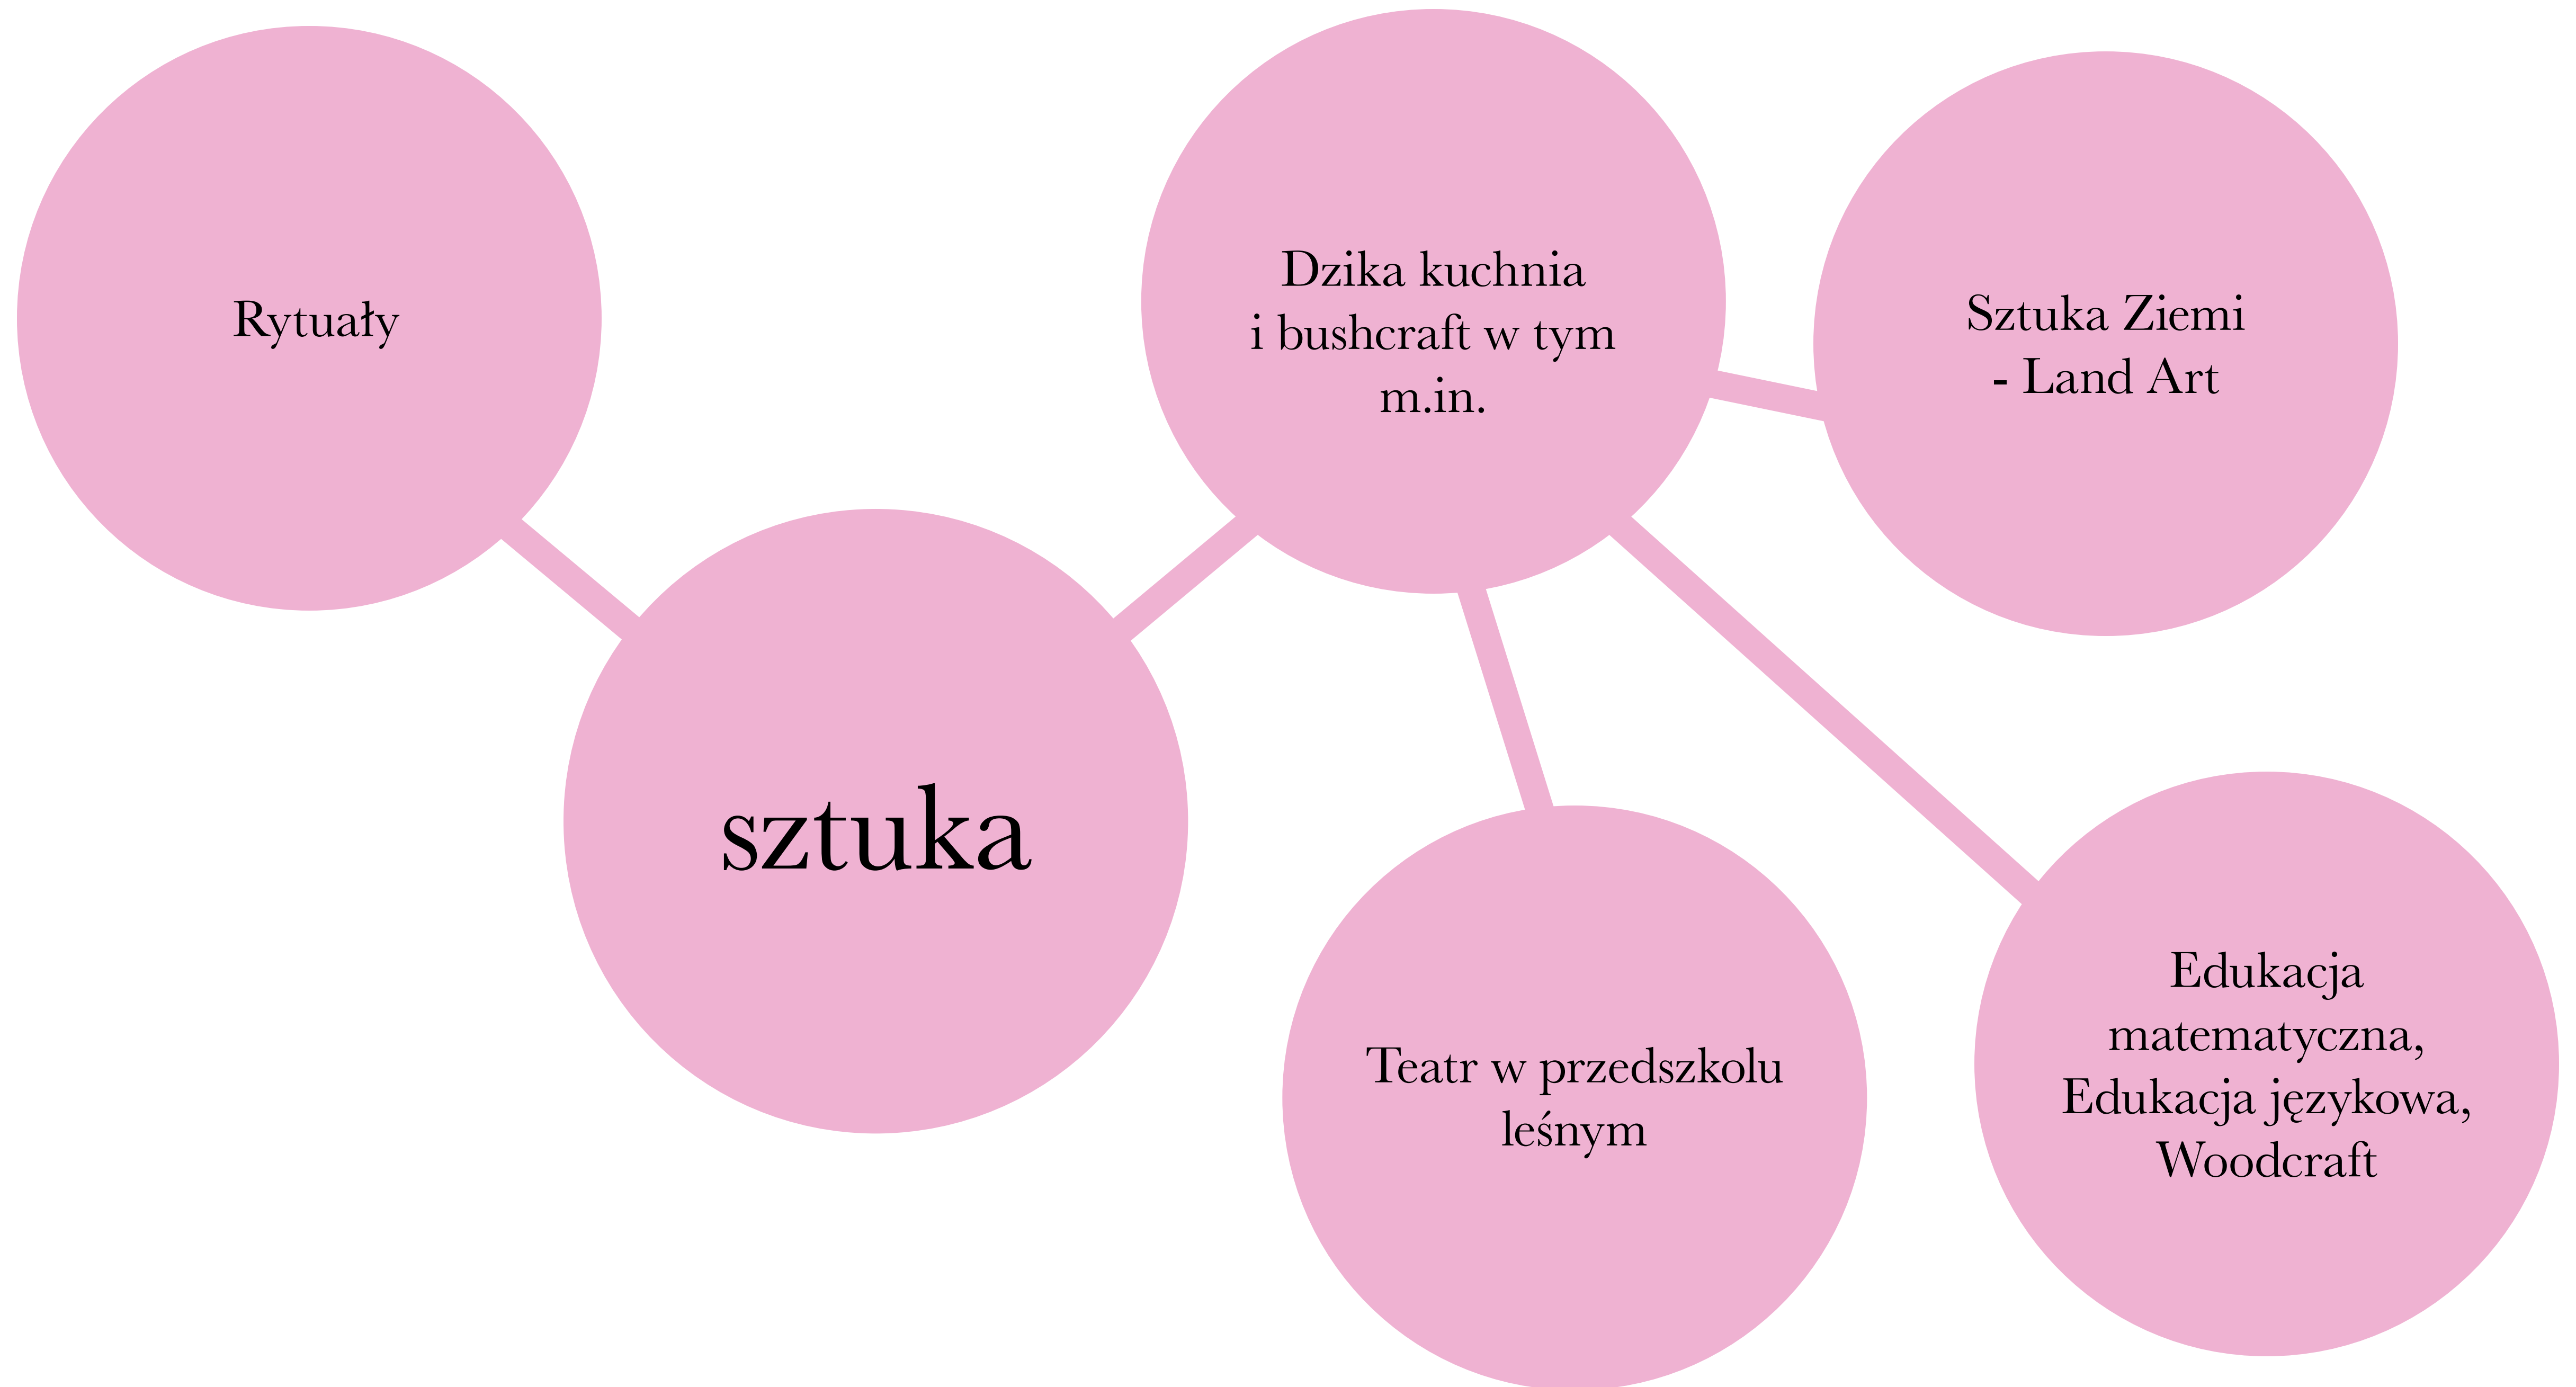 Rytuały
Dzika kuchnia
i bushcraft w tym
m.in.
Sztuka Ziemi
- Land Art
sztuka
Teatr w przedszkolu
leśnym
Edukacja
matematyczna,
Edukacja językowa,
Woodcraft